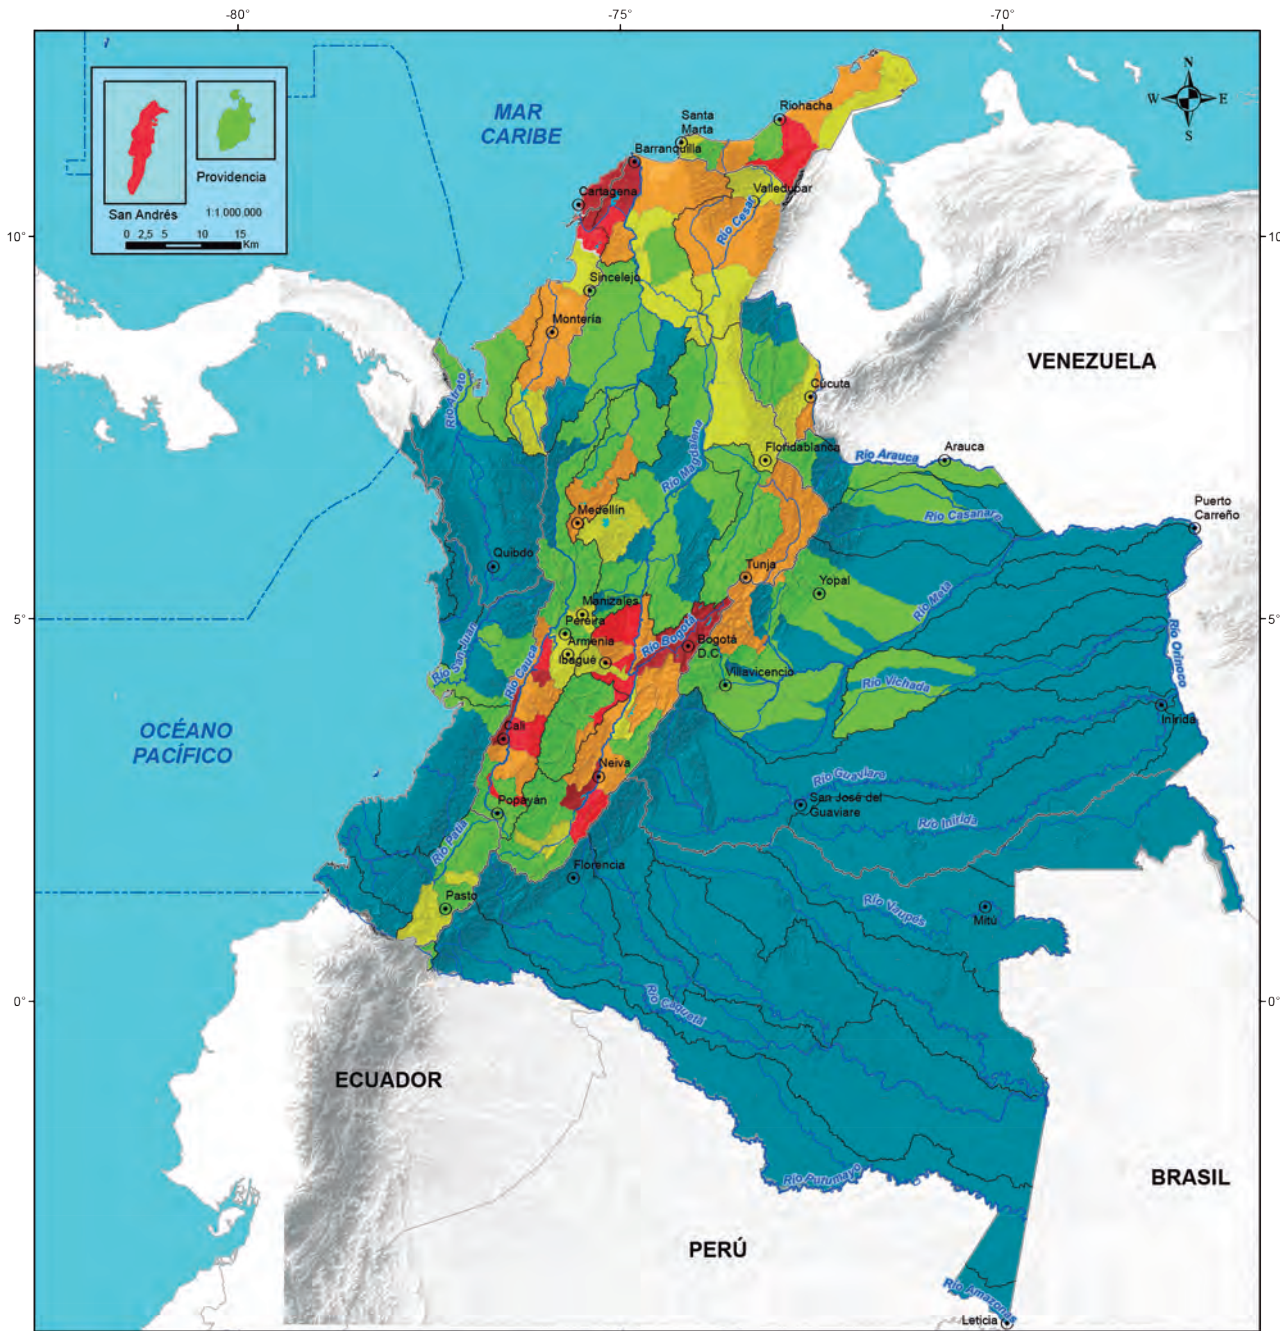 -80°
-75°
-70°
MAR
CARIBE
N
W
E
S
San Andrés
Providencia
1:1 000.000
0 2,5 5 10 15
Km
Riohacha
Santa
Marta
Barranquilla
Cartagena
Valledupar
Río Cesar
10°
10°
Sincelejo
Montería
VENEZUELA
Río Atrato
Cúcuta
Río Magdalena
Floridablanca
Río Arauca
Arauca
Puerto
Carreño
Río Casanare
Medellín
Quibdo
Tunja
Yopal
Río Meta
Manizales
Pereira
5°
5°
Río San Juan
Armenia
Ibagué
Río Bogotá
Bogotá
D.C.
Río Orinoco
Río Cauca
Villavicencio
Río Vichada
Inírida
OCÉANO
PACÍFICO
Cali
Neiva
Río Guaviare
San José del
Guaviare
Río Inírida
Popayán
Río Patía
Florencia
Pasto
Río Vaupés
Mitú
0°
0°
Río Caquetá
ECUADOR
BRASIL
Río Putumayo
PERÚ
Río Amazonas
Leticia